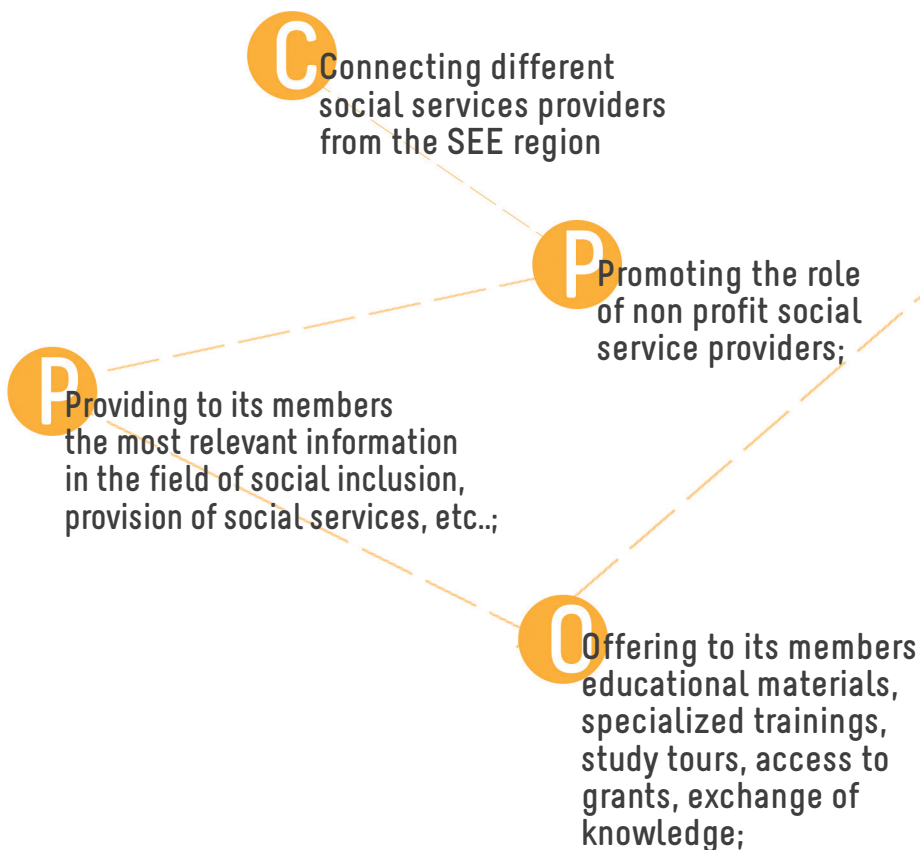 C
Connecting different
social services providers
from the SEE region
P
Promoting the role
of non profit social
service providers;
P
Providing to its members
the most relevant information
in the field of social inclusion,
provision of social services, etc..;
O
Offering to its members
educational materials,
specialized trainings,
study tours, access to
grants, exchange of
knowledge;